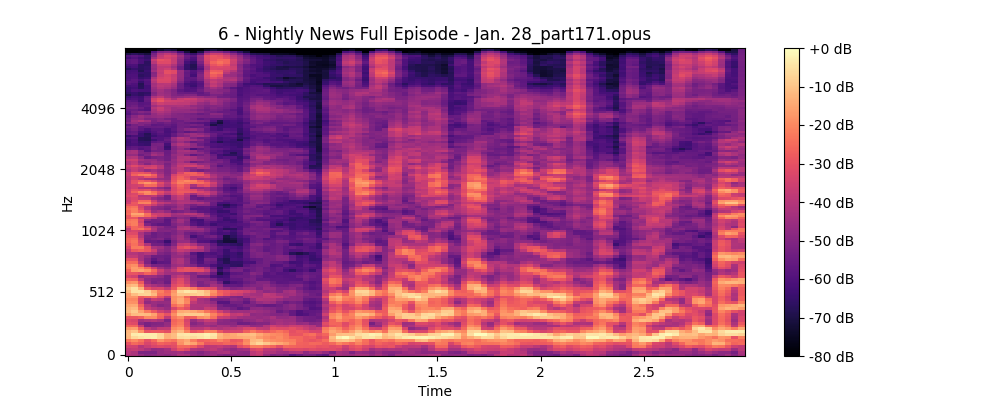 6 - Nightly News Full Episode - Jan. 28_part171.opus
Hz
4096
2048
1024
512
0
0
0.5
1
1.5
2
2.5
Time
+0 dB
-10 dB
-20 dB
-30 dB
-40 dB
-50 dB
-60 dB
-70 dB
-80 dB